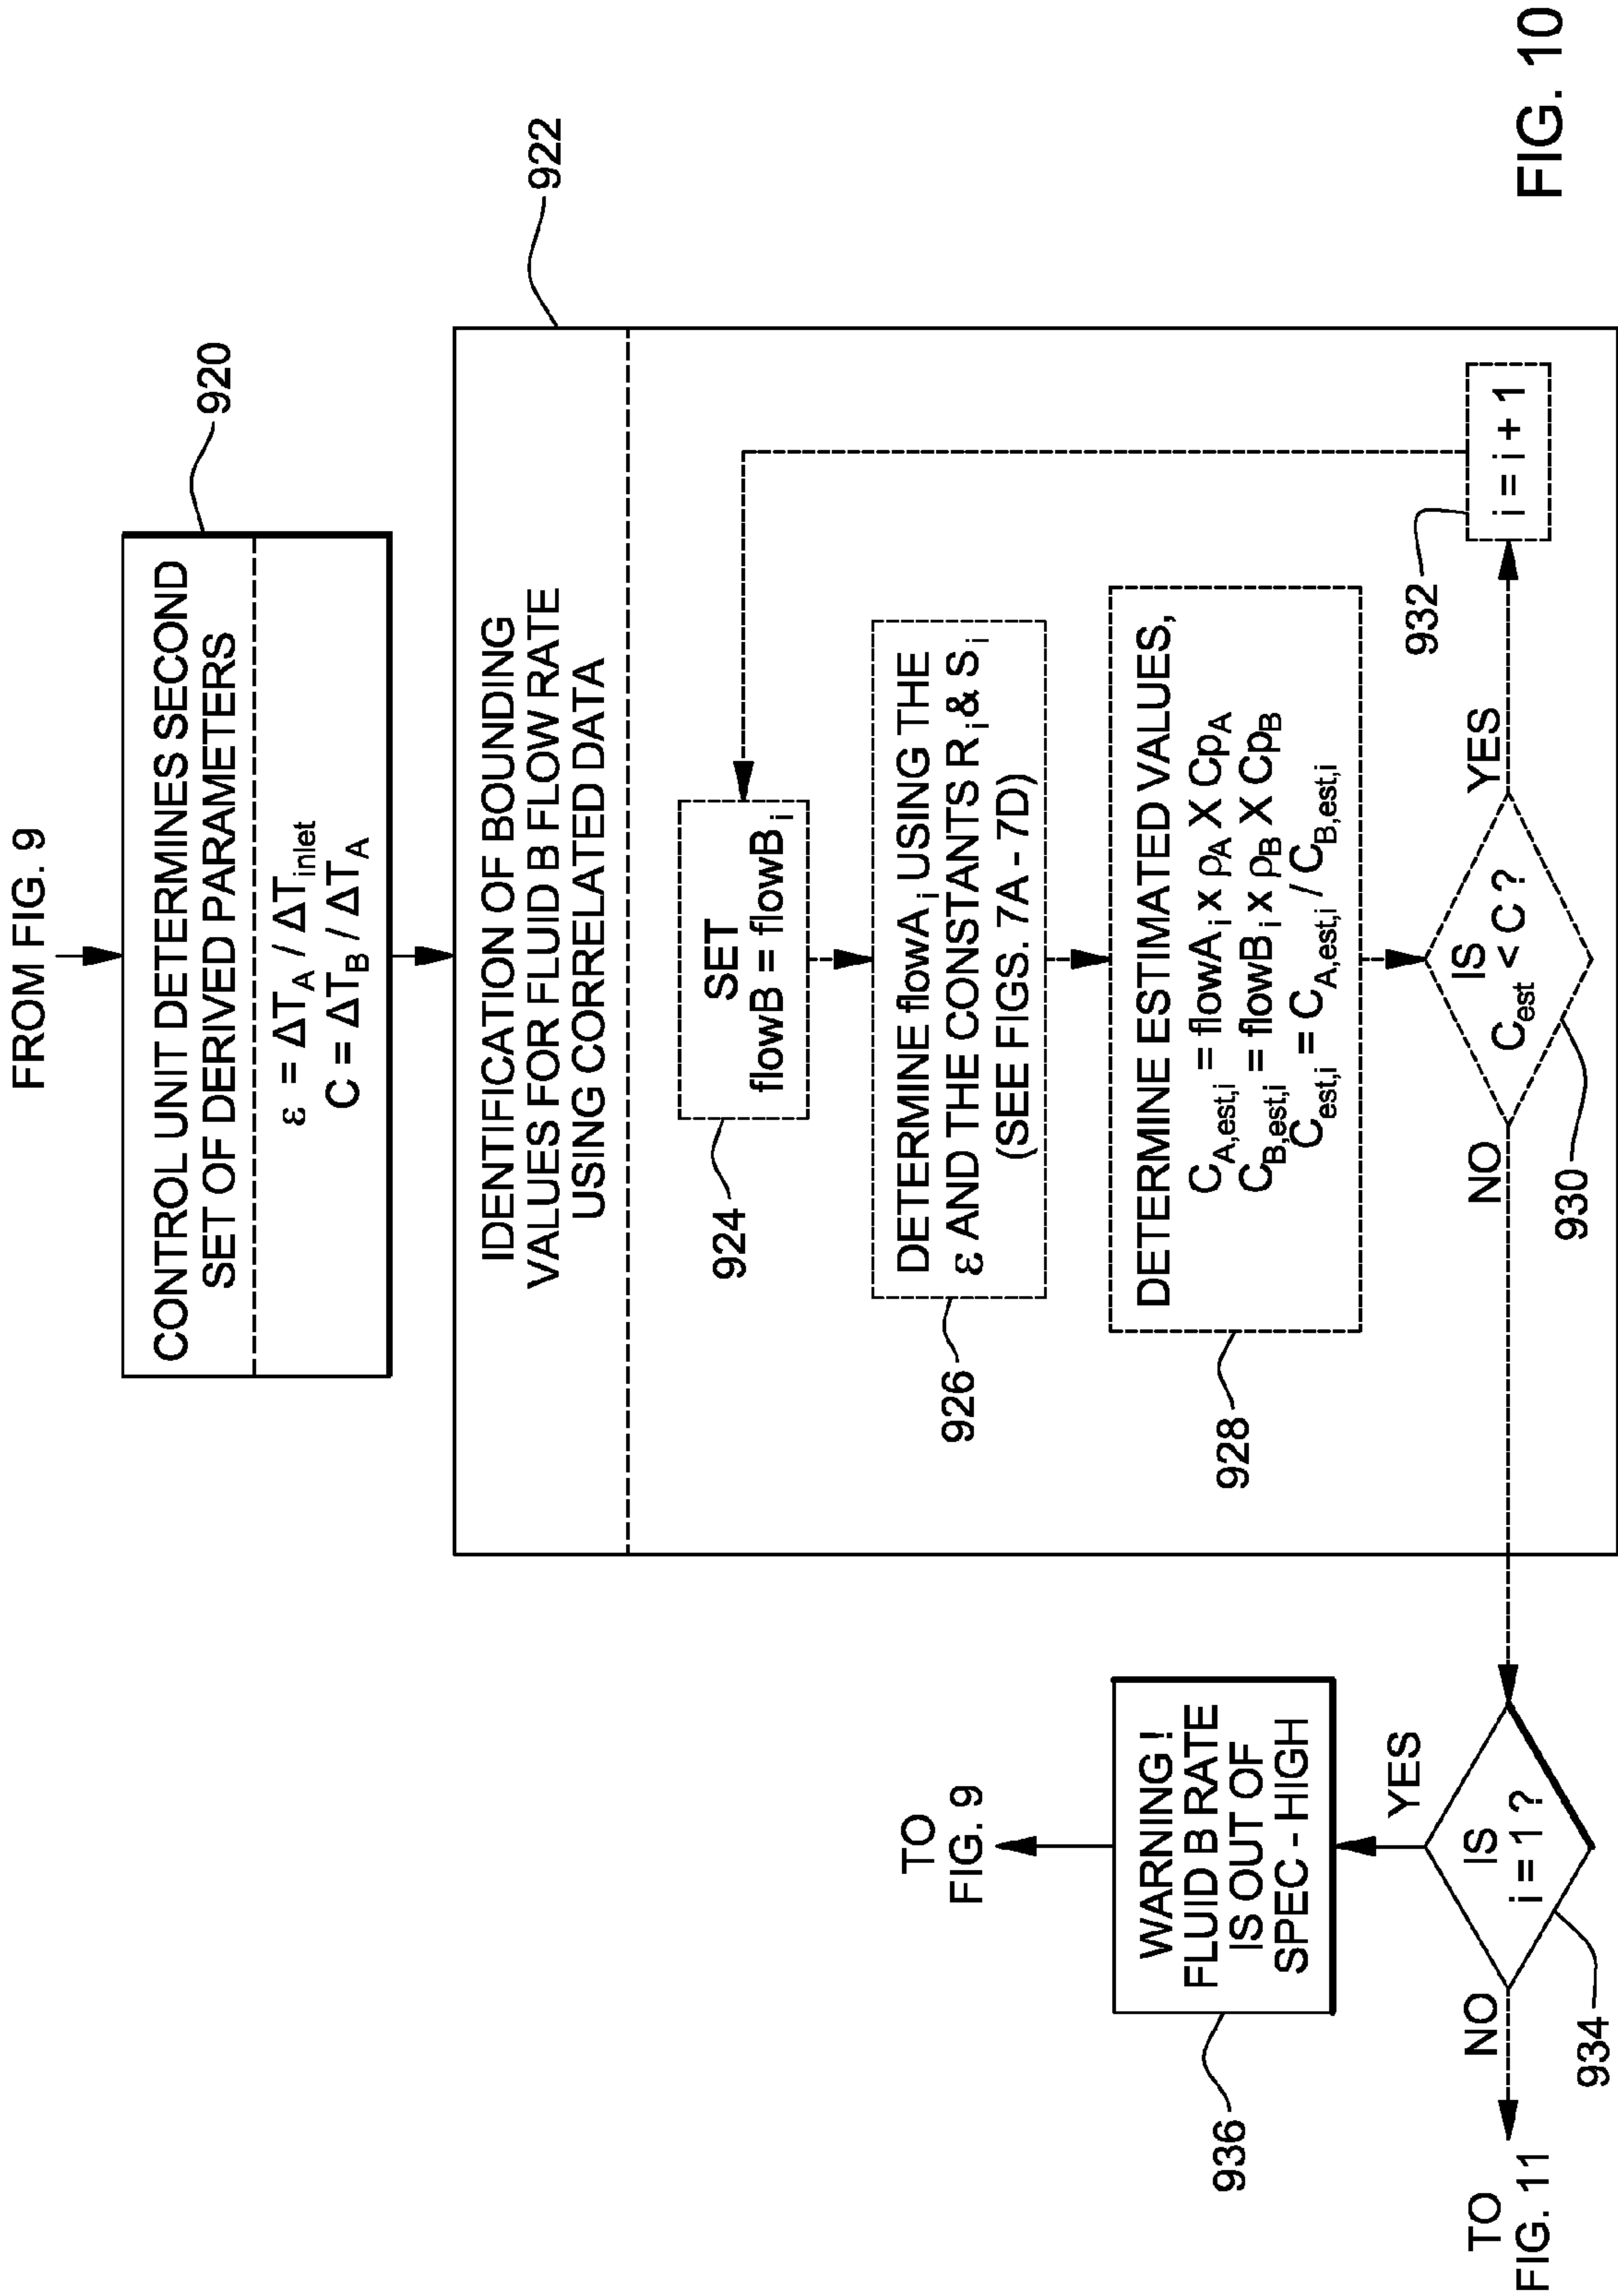 FROM FIG. 9
920
CONTROL UNIT DETERMINES SECOND
SET OF DERIVED PARAMETERS
ε = ΔT_A / ΔT_inlet
C = ΔT_B / ΔT_A
922
IDENTIFICATION OF BOUNDING
VALUES FOR FLUID B FLOW RATE
USING CORRELATED DATA
924
SET
flowB = flowB_i
926
DETERMINE flowA_i USING THE
ε AND THE CONSTANTS R_i & S_i
(SEE FIGS. 7A - 7D)
928
DETERMINE ESTIMATED VALUES,
C_A,est,i = flowA_i x ρ_A X Cp_A
C_B,est,i = flowB_i x ρ_B X Cp_B
C_est,i = C_A,est,i / C_B,est,i
930
IS
C_est < C ?
NO
YES
932
i = i + 1
934
IS
i = 1 ?
NO
YES
TO
FIG. 11
936
WARNING !
FLUID B RATE
IS OUT OF
SPEC - HIGH
TO
FIG. 9
FIG. 10